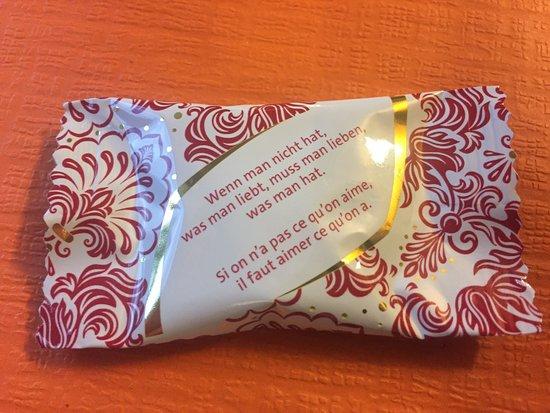 Wenn man nicht hat,
was man liebt, muss man lieben,
was man hat.
Si on n'a pas ce qu'on aime,
il faut aimer ce qu'on a.